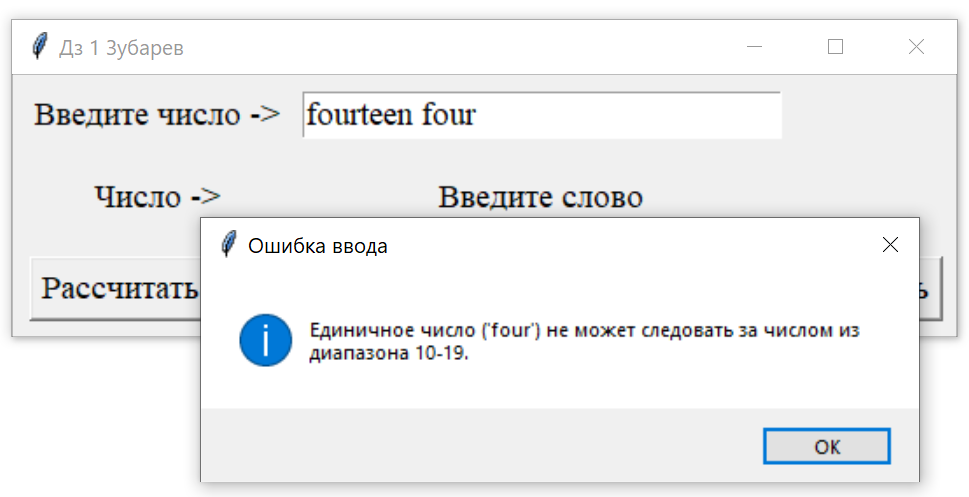 Дз 1 Зубарев
Введите число -> fourteen four
Число -> Введите слово
Ошибка ввода
Рассчитать
Единичное число ('four') не может следовать за числом из
диапазона 10-19.
OK